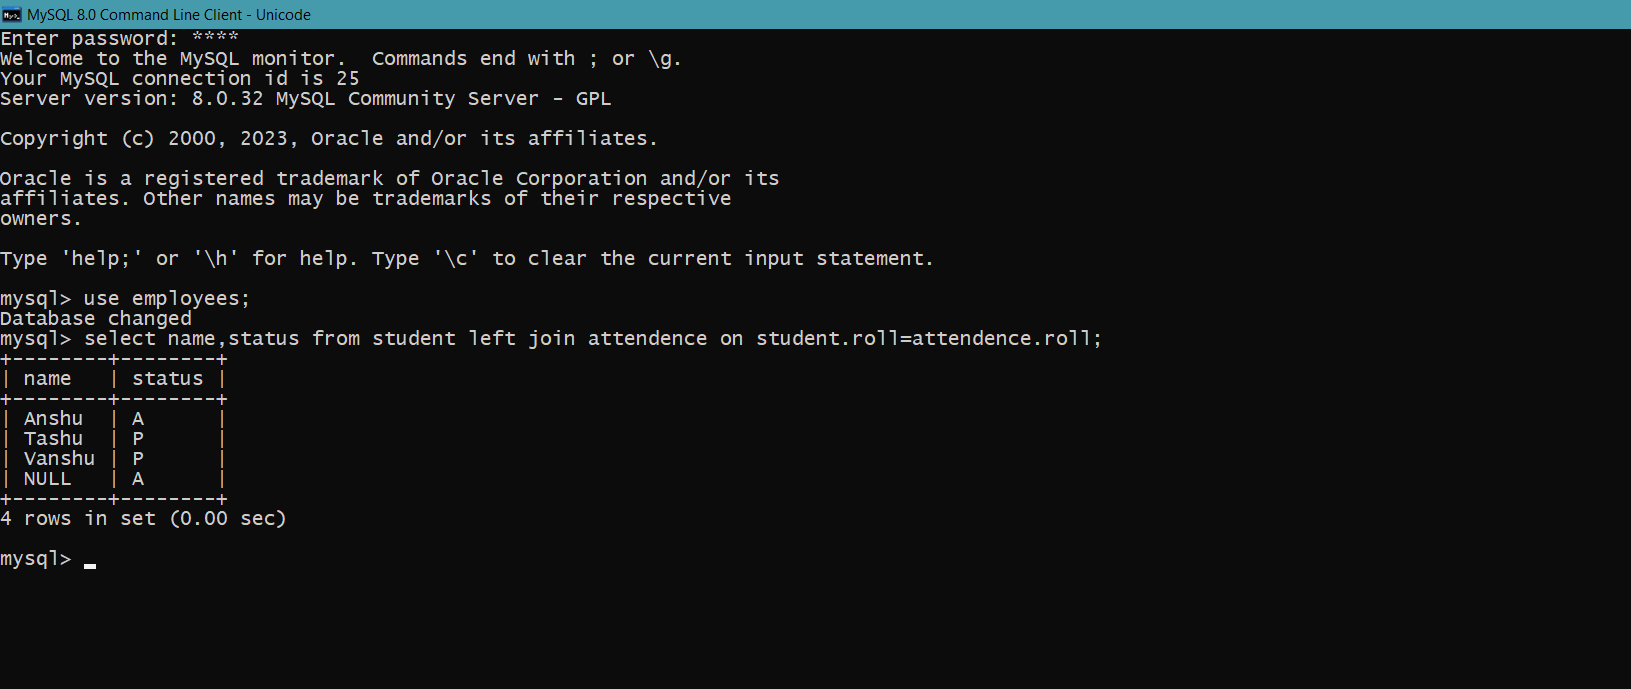 MySQL 8.0 Command Line Client - Unicode
Enter password: ****
Welcome to the MySQL monitor.  Commands end with ; or \g.
Your MySQL connection id is 25
Server version: 8.0.32 MySQL Community Server - GPL
Copyright (c) 2000, 2023, Oracle and/or its affiliates.
Oracle is a registered trademark of Oracle Corporation and/or its
affiliates. Other names may be trademarks of their respective
owners.
Type 'help;' or '\h' for help. Type '\c' to clear the current input statement.
mysql> use employees;
Database changed
mysql> select name,status from student left join attendence on student.roll=attendence.roll;
+--------+--------+
| name   | status |
+--------+--------+
| Anshu  | A      |
| Tashu  | P      |
| Vanshu | P      |
| NULL   | A      |
+--------+--------+
4 rows in set (0.00 sec)
mysql>